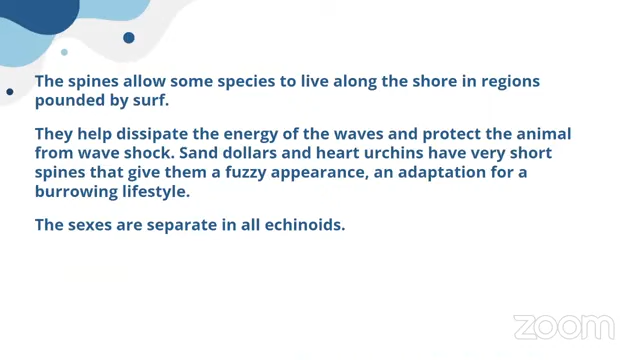 The spines allow some species to live along the shore in regions
pounded by surf.
They help dissipate the energy of the waves and protect the animal
from wave shock. Sand dollars and heart urchins have very short
spines that give them a fuzzy appearance, an adaptation for a
burrowing lifestyle.
The sexes are separate in all echinoids.
zoom